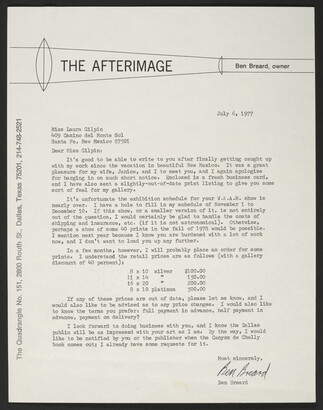 THE AFTERIMAGE
Ben Breard, owner
The Quadrangle No. 151, 2800 Routh St., Dallas, Texas 75201, 214-748-2521
July 6, 1977
Miss Laura Gilpin
409 Camino del Monte Sol
Santa Fe, New Mexico 87501
Dear Miss Gilpin:
It's good to be able to write to you after finally getting caught up
with my work since the vacation in beautiful New Mexico. It was a great
pleasure for my wife, Janice, and I to meet you, and I again apologize
for barging in on such short notice. Enclosed is a fresh business card,
and I have also sent a slightly-out-of-date print listing to give you some
sort of feel for my gallery.
It's unfortunate the exhibition schedule for your W.S.A.R. show is
nearly over. I have a hole to fill in my schedule of November 1 to
December 10. If this show, or a smaller version of it, is not entirely
out of the question, I would certainly be glad to handle the costs of
shipping and insurance, etc. (if it is not astronomical). Otherwise,
perhaps a show of some 40 prints in the fall of 1978 would be possible.
I mention next year because I know you are burdened with a lot of work
now, and I don't want to load you up any further.
In a few months, however, I will probably place an order for some
prints. I understand the retail prices are as follows (with a gallery
discount of 40 percent):
8 x 10 silver $100.00
11 x 14 " 150.00
16 x 20 " 200.00
8 x 10 platinum 300.00
If any of these prices are out of date, please let me know, and I
would also like to be advised as to any price changes. I would also like
to know the terms you prefer: full payment in advance, half payment in
advance, payment on delivery?
I look forward to doing business with you, and I know the Dallas
public will be as impressed with your art as I am. By the way, I would
like to be notified by you or the publisher when the Canyon de Chelly
book comes out; I already have some requests for it.
Most sincerely,
Ben Breard
Ben Breard